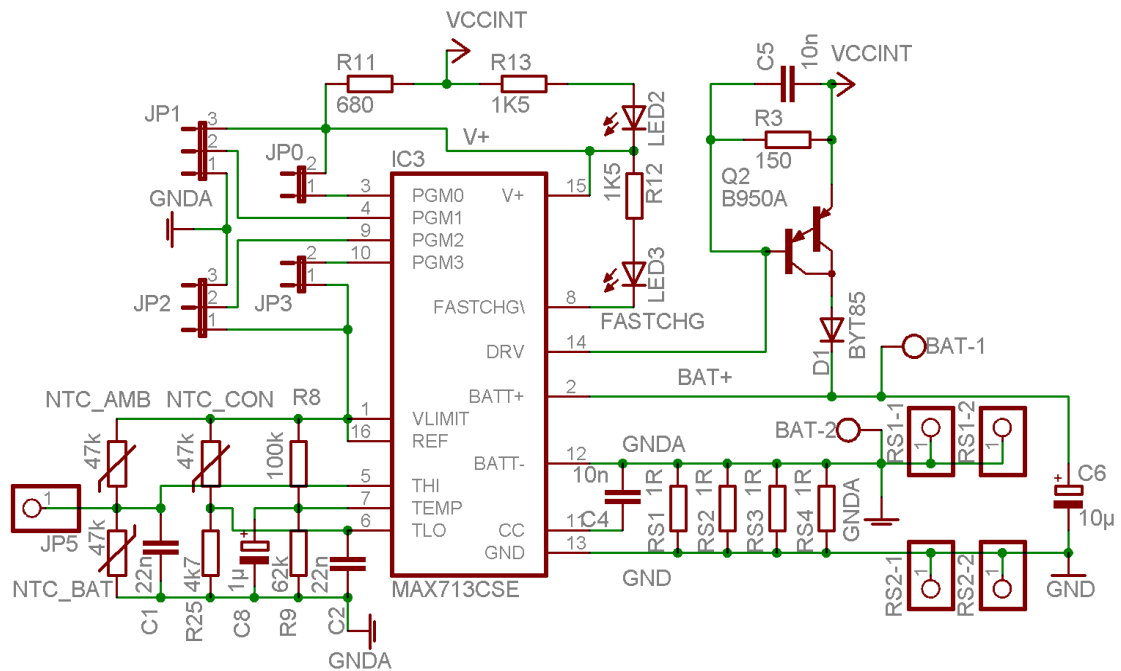 VCCINT
R11
680
R13
1K5
LED2
C5
10n
VCCINT
R3
150
Q2
B950A
JP1
3
2
1
GNDA
JP0
2
1
V+
IC3
3
PGM0
4
PGM1
9
PGM2
10
PGM3
V+
15
1K5
R12
LED3
JP2
3
2
1
JP3
2
1
FASTCHG\
8
FASTCHG
DRV
14
D1
BYT85
BAT-1
BATT+
2
BAT+
NTC_AMB
NTC_CON
R8
1
VLIMIT
16
REF
47k
47k
100k
BATT-
12
GNDA
BAT-2
RS1-1
1
RS1-2
1
5
THI
7
TEMP
6
TLO
10n
C4
CC
11
GND
13
GND
RS1
1R
RS2
1R
RS3
1R
RS4
1R
GNDA
C6
+
10µ
1
JP5
47k
NTC_BAT
C1
22n
R25
4k7
C8
+
1µ
R9
62k
C2
22n
MAX713CSE
GNDA
RS2-1
1
RS2-2
1
GND